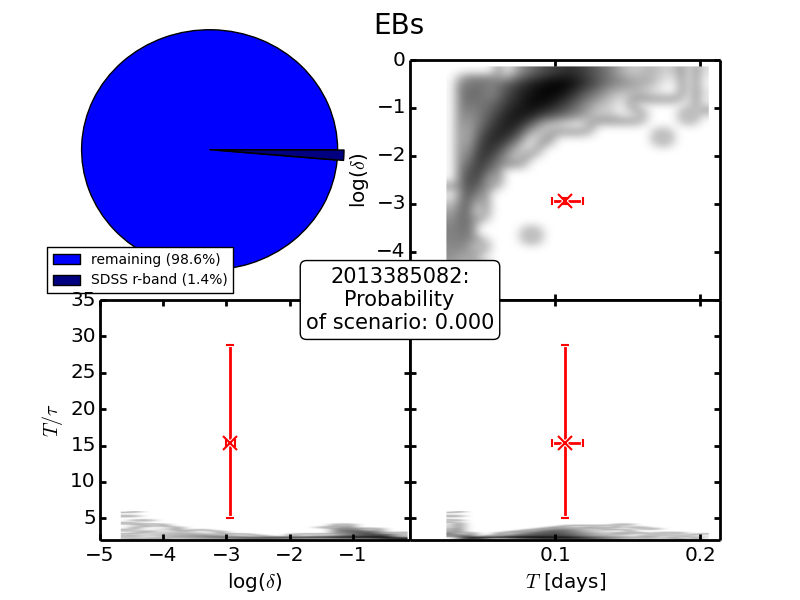 EBs
remaining (98.6%)
SDSS r-band (1.4%)
0
−1
−2
−3
−4
log(δ)
2013385082:
Probability
of scenario: 0.000
35
30
25
20
15
10
5
T/τ
−5 −4 −3 −2 −1
log(δ)
0.1 0.2
T [days]